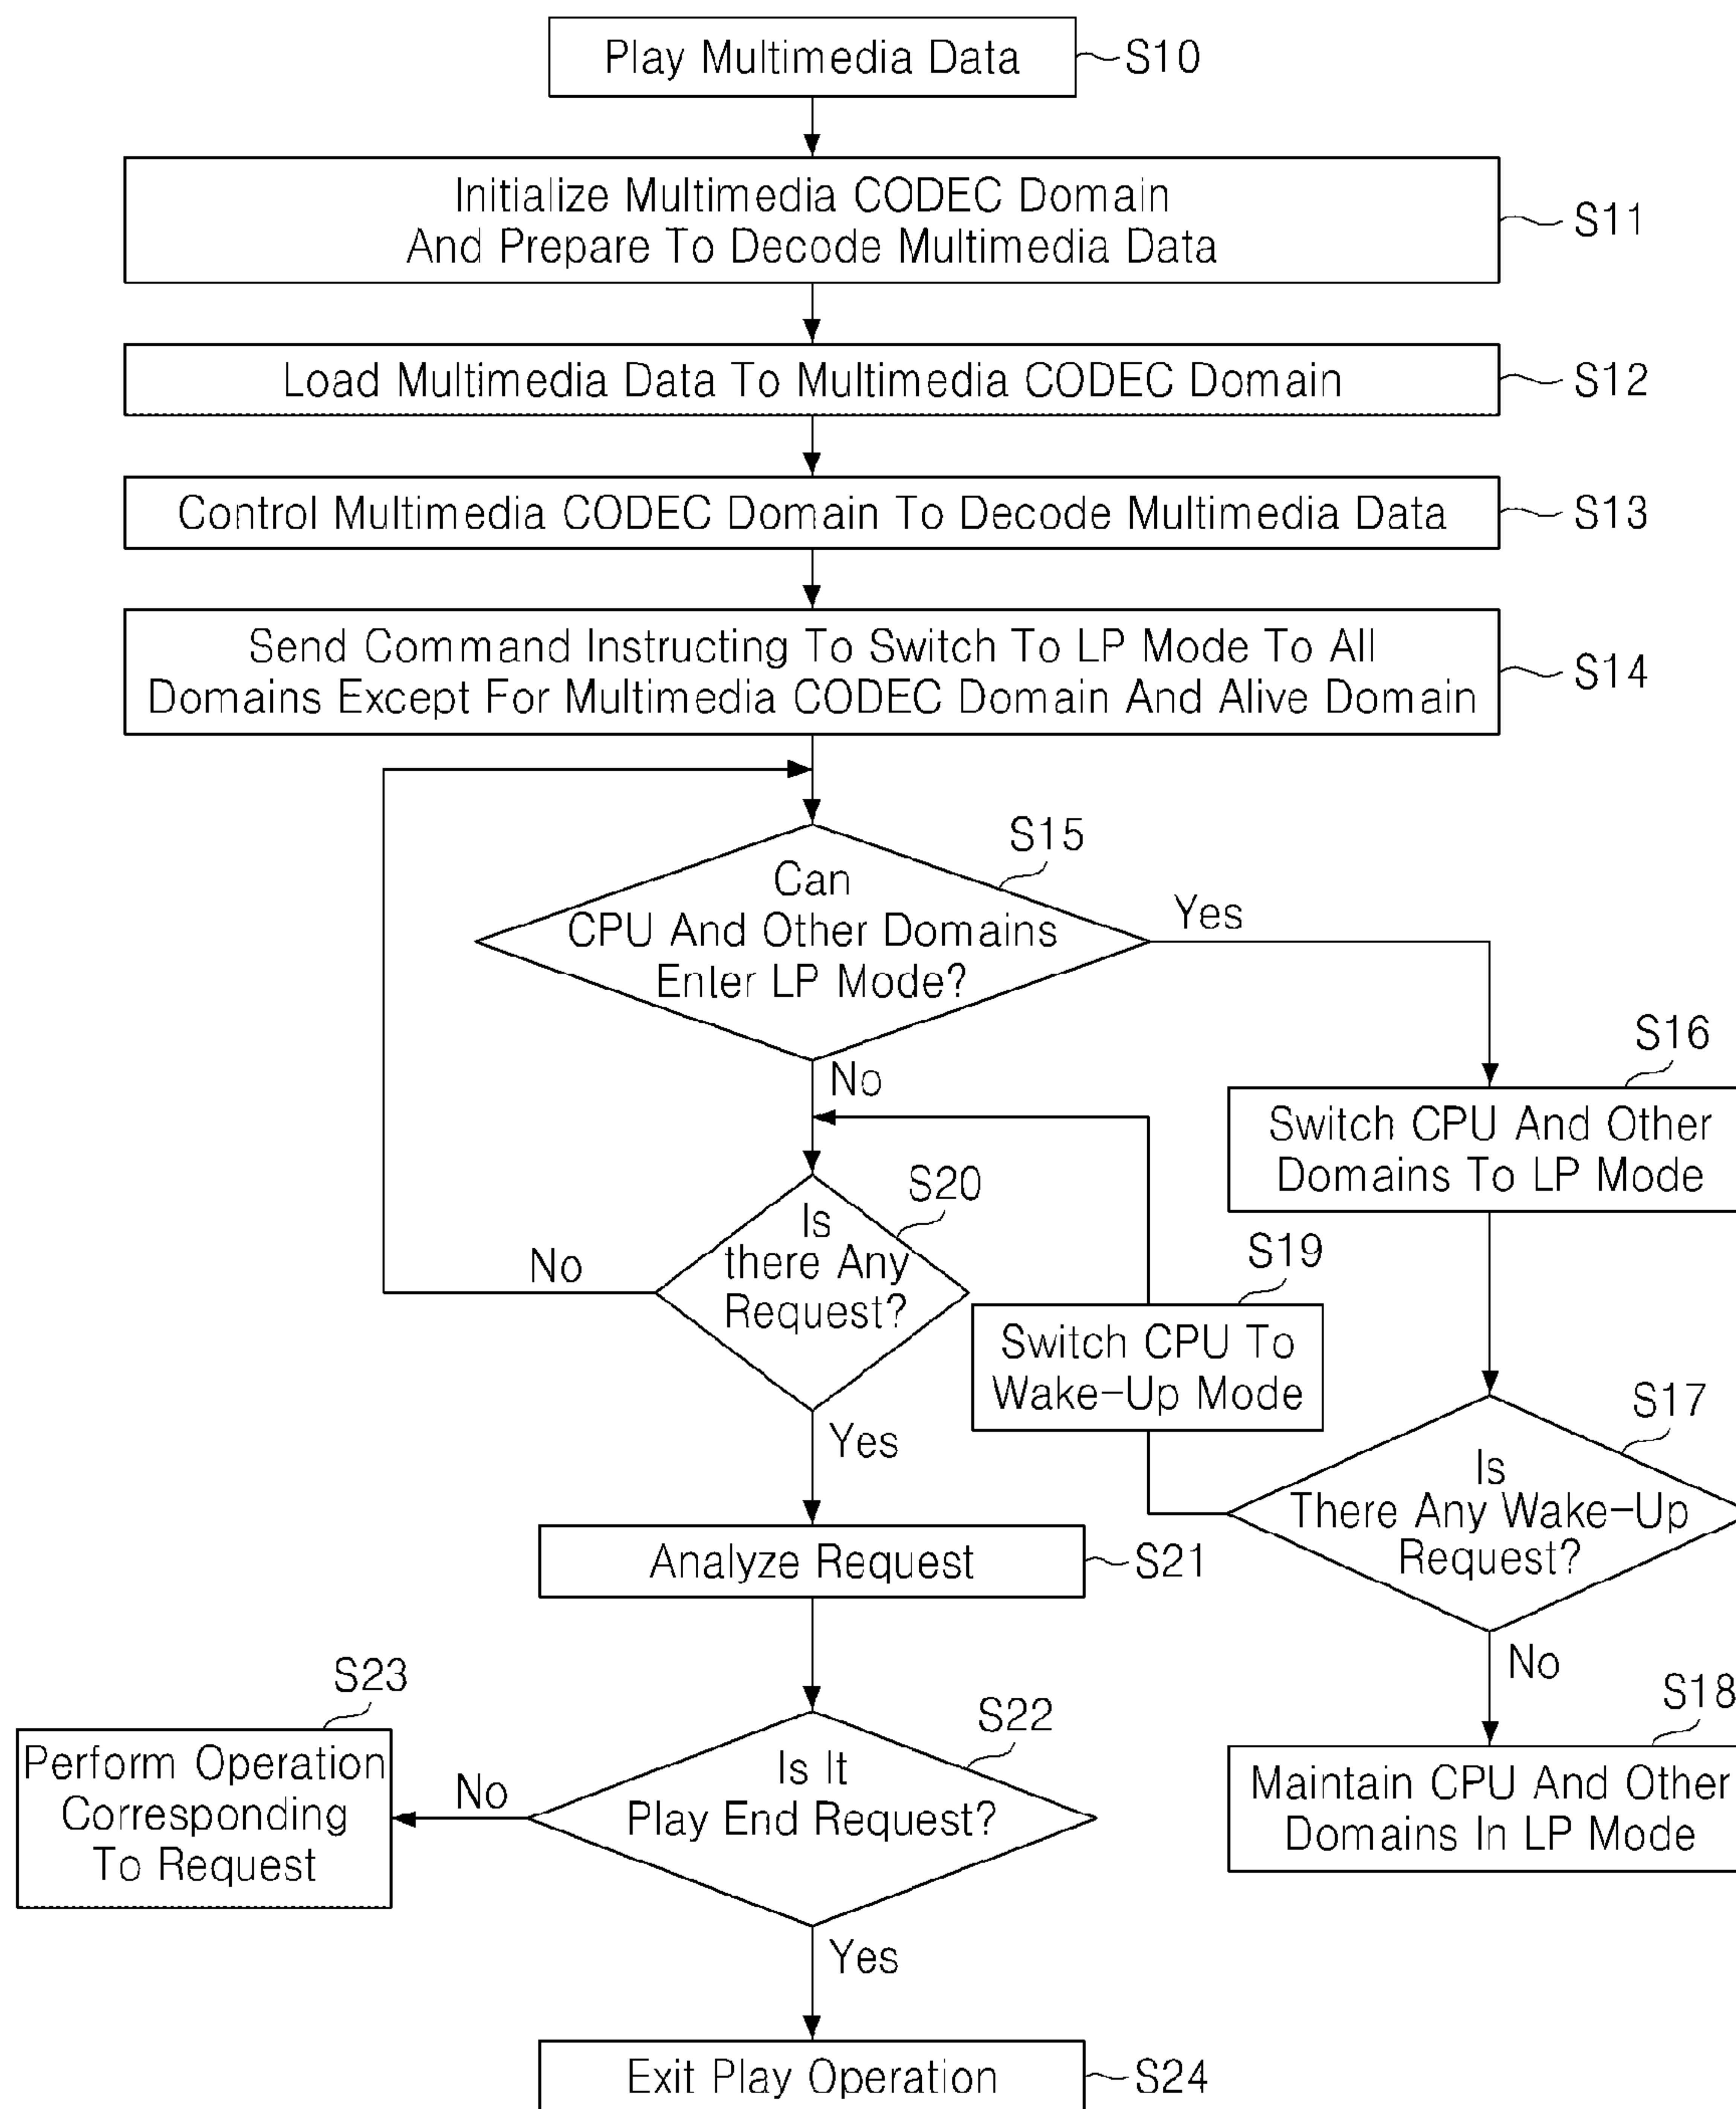 Play Multimedia Data
S10
Initialize Multimedia CODEC Domain
And Prepare To Decode Multimedia Data
S11
Load Multimedia Data To Multimedia CODEC Domain
S12
Control Multimedia CODEC Domain To Decode Multimedia Data
S13
Send Command Instructing To Switch To LP Mode To All
Domains Except For Multimedia CODEC Domain And Alive Domain
S14
S15
Can
CPU And Other Domains
Enter LP Mode?
Yes
No
S16
Switch CPU And Other
Domains To LP Mode
S20
Is
there Any
Request?
No
Yes
S19
Switch CPU To
Wake-Up Mode
S17
Is
There Any Wake-Up
Request?
No
S18
Maintain CPU And Other
Domains In LP Mode
Analyze Request
S21
S22
Is It
Play End Request?
No
Yes
S23
Perform Operation
Corresponding
To Request
Exit Play Operation
S24